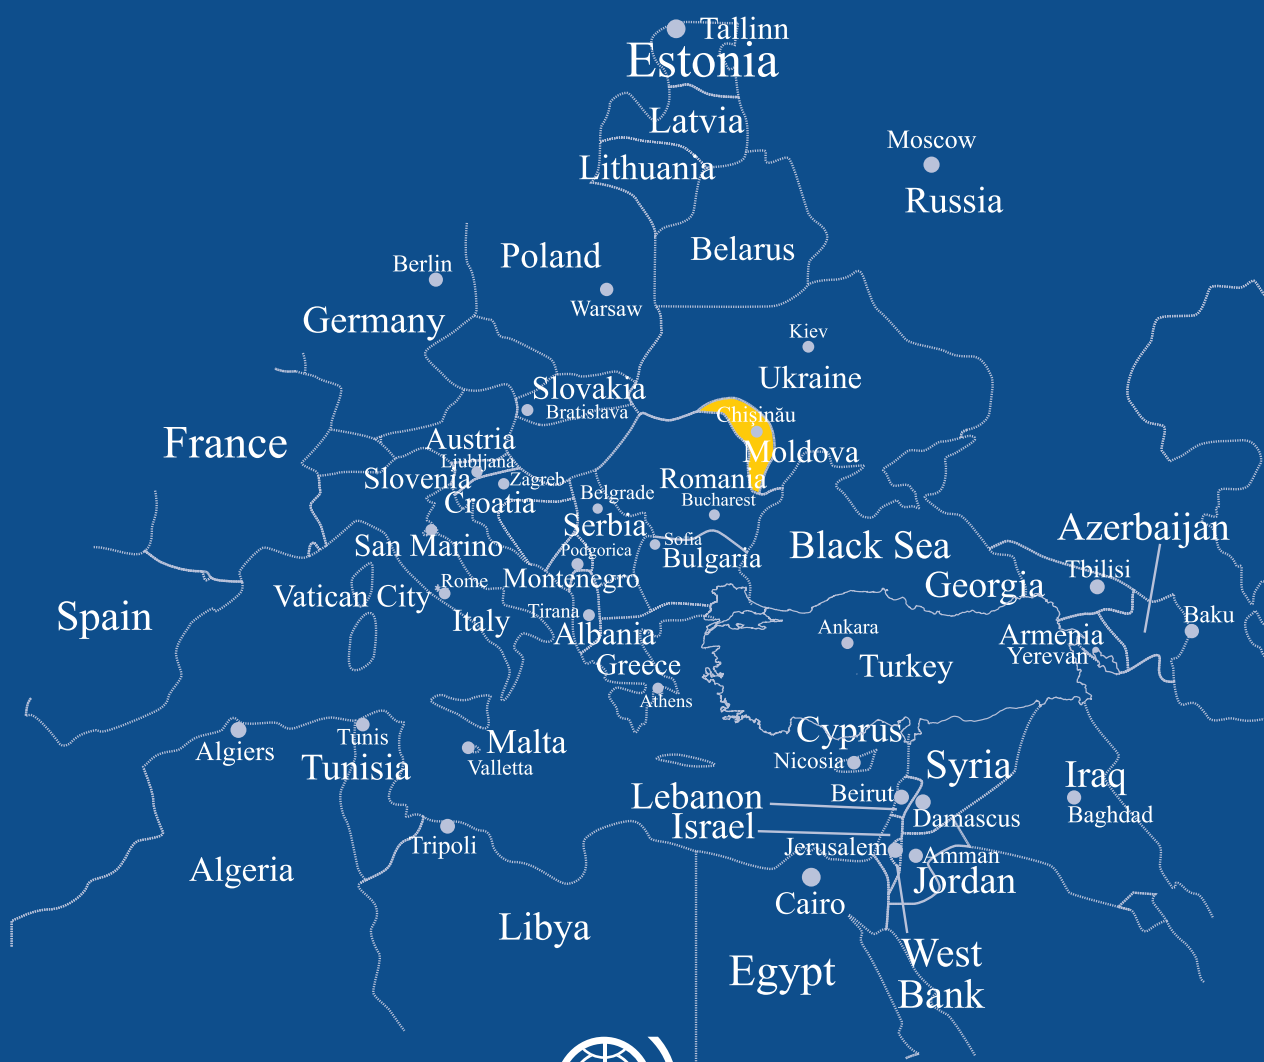 Tallinn
Estonia
Latvia
Moscow
Lithuania
Russia
Belarus
Poland
Berlin
Warsaw
Germany
Kiev
Ukraine
Slovakia
Bratislava
Chișinău
France
Austria
Moldova
Ljubljana
Slovenia
Zagreb
Romania
Croatia
Belgrade
Bucharest
Serbia
Azerbaijan
San Marino
Podgorica
Sofia
Bulgaria
Black Sea
Tbilisi
Montenegro
Georgia
Rome
Vatican City
Spain
Italy
Tirana
Albania
Ankara
Armenia
Baku
Yerevan
Greece
Turkey
Athens
Algiers
Tunis
Malta
Cyprus
Tunisia
Valletta
Nicosia
Syria
Iraq
Lebanon
Beirut
Baghdad
Israel
Damascus
Tripoli
Jerusalem
Amman
Algeria
Jordan
Cairo
Libya
West
Bank
Egypt